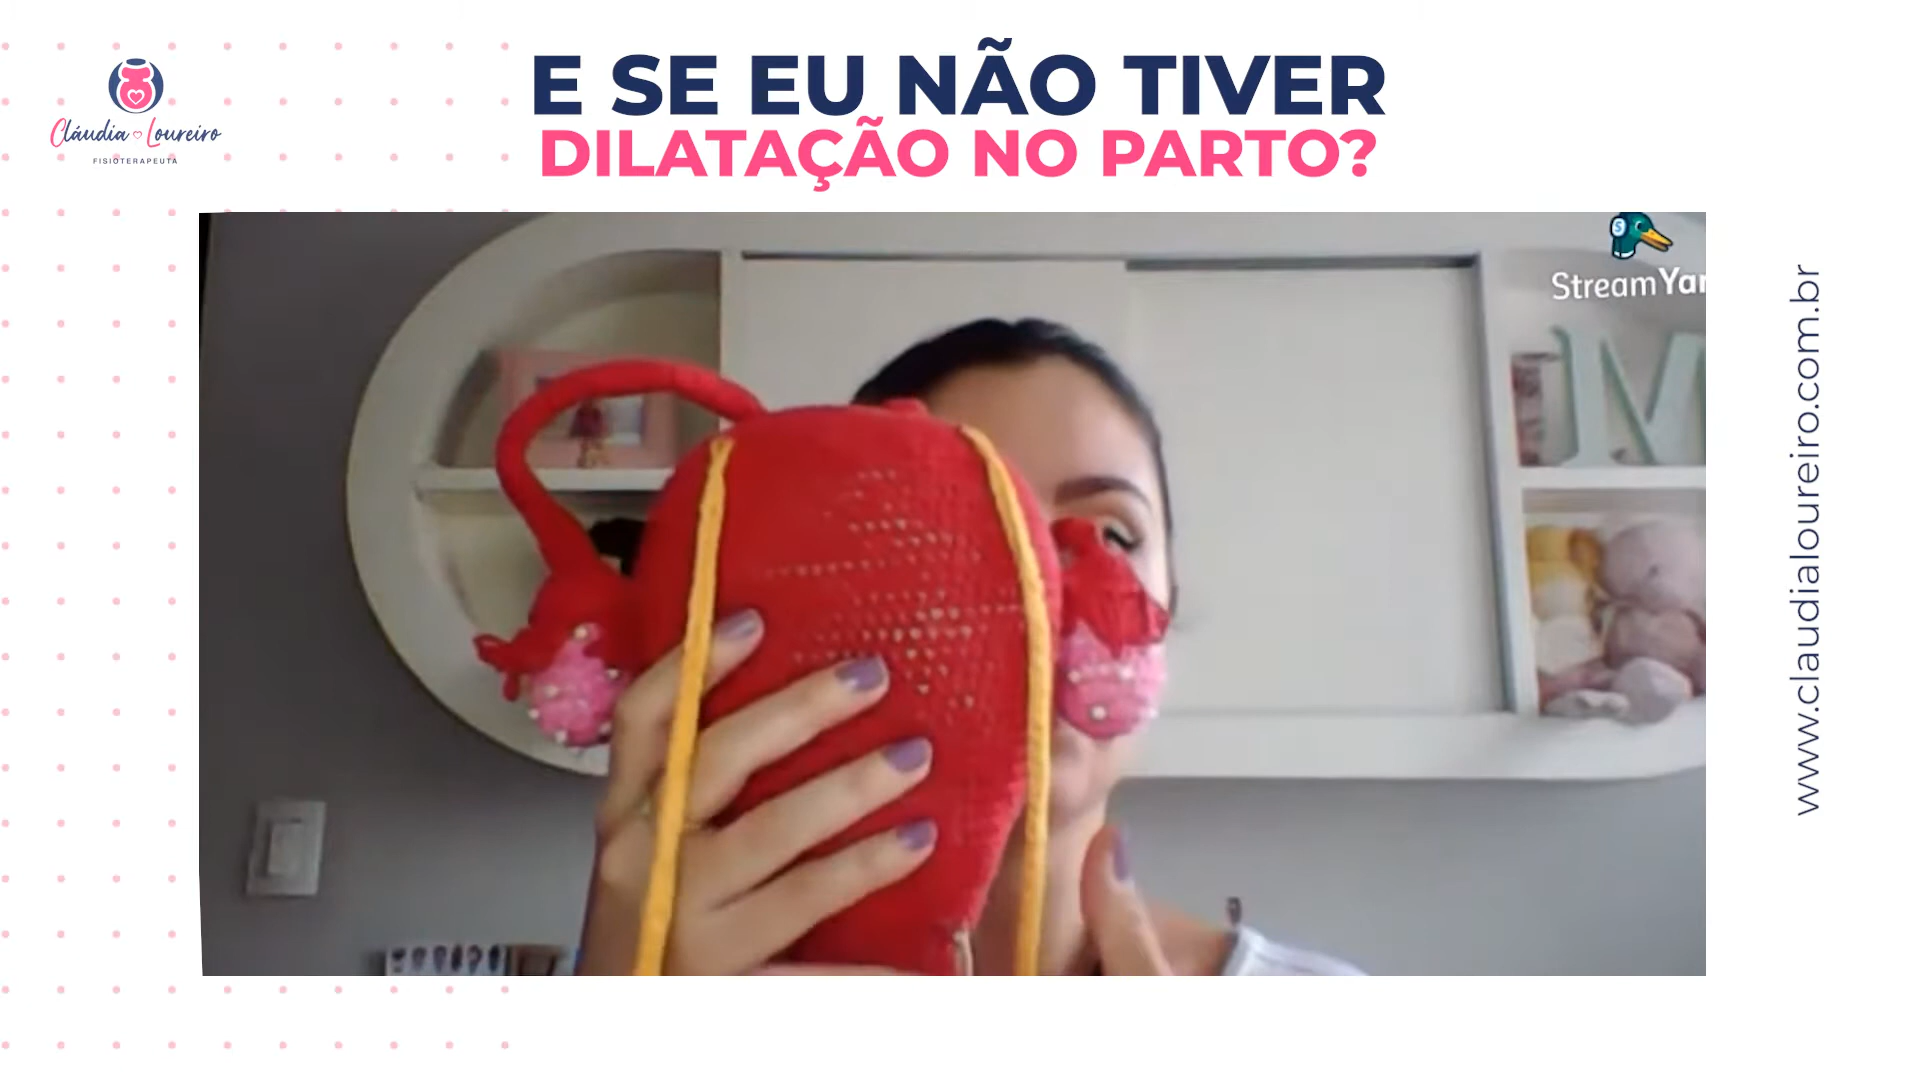 E SE EU NÃO TIVER
DILATAÇÃO NO PARTO?
Cláudia Loureiro
FISIOTERAPEUTA
StreamYar
M
www.claudialoureiro.com.br